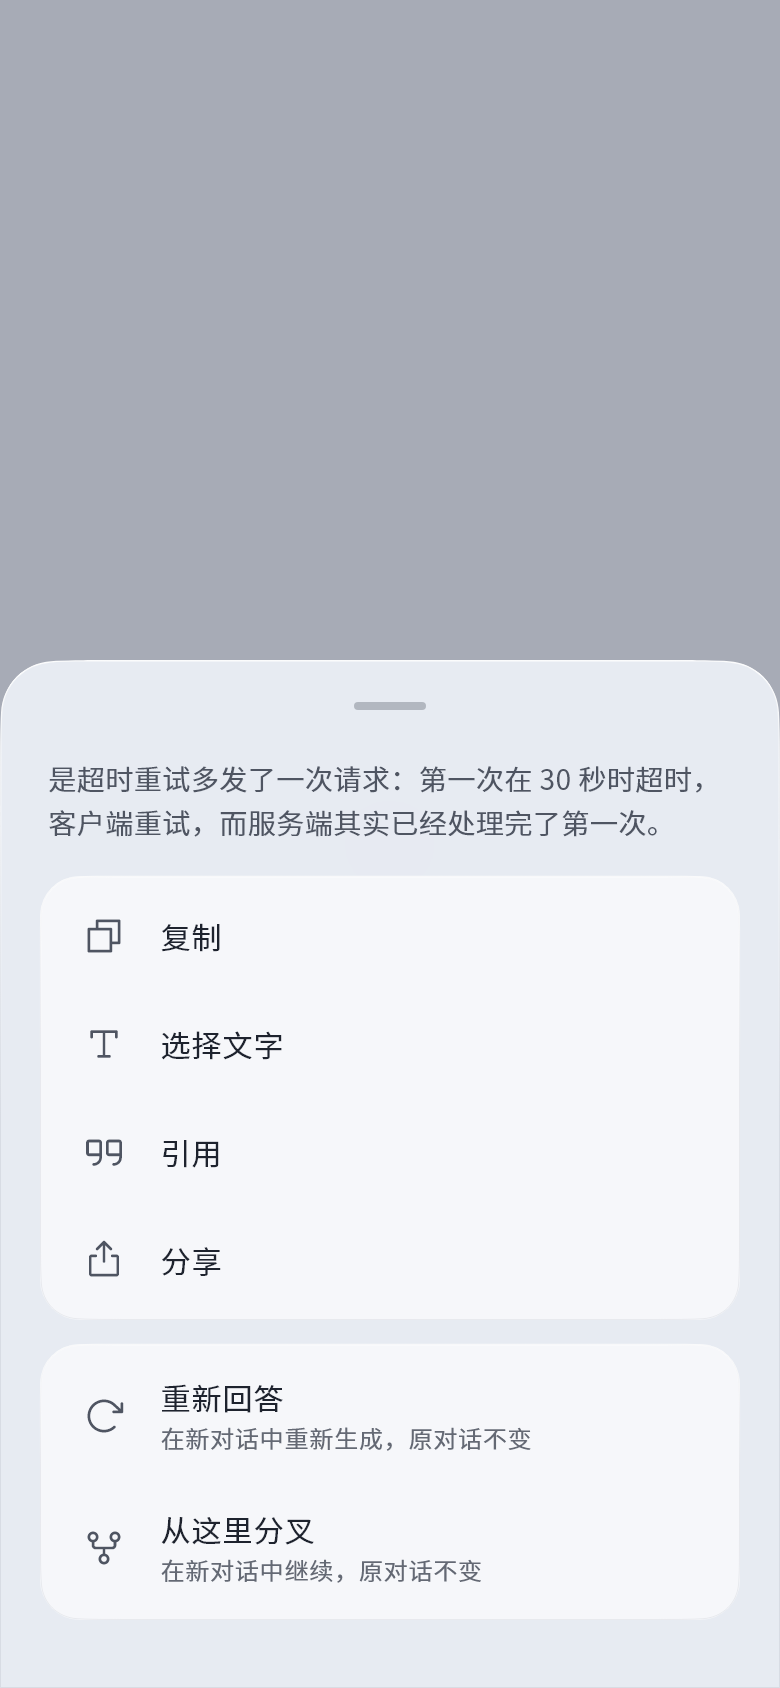 是超时重试多发了一次请求：第一次在 30 秒时超时，
客户端重试，而服务端其实已经处理完了第一次。
复制
选择文字
引用
分享
重新回答
在新对话中重新生成，原对话不变
从这里分叉
在新对话中继续，原对话不变